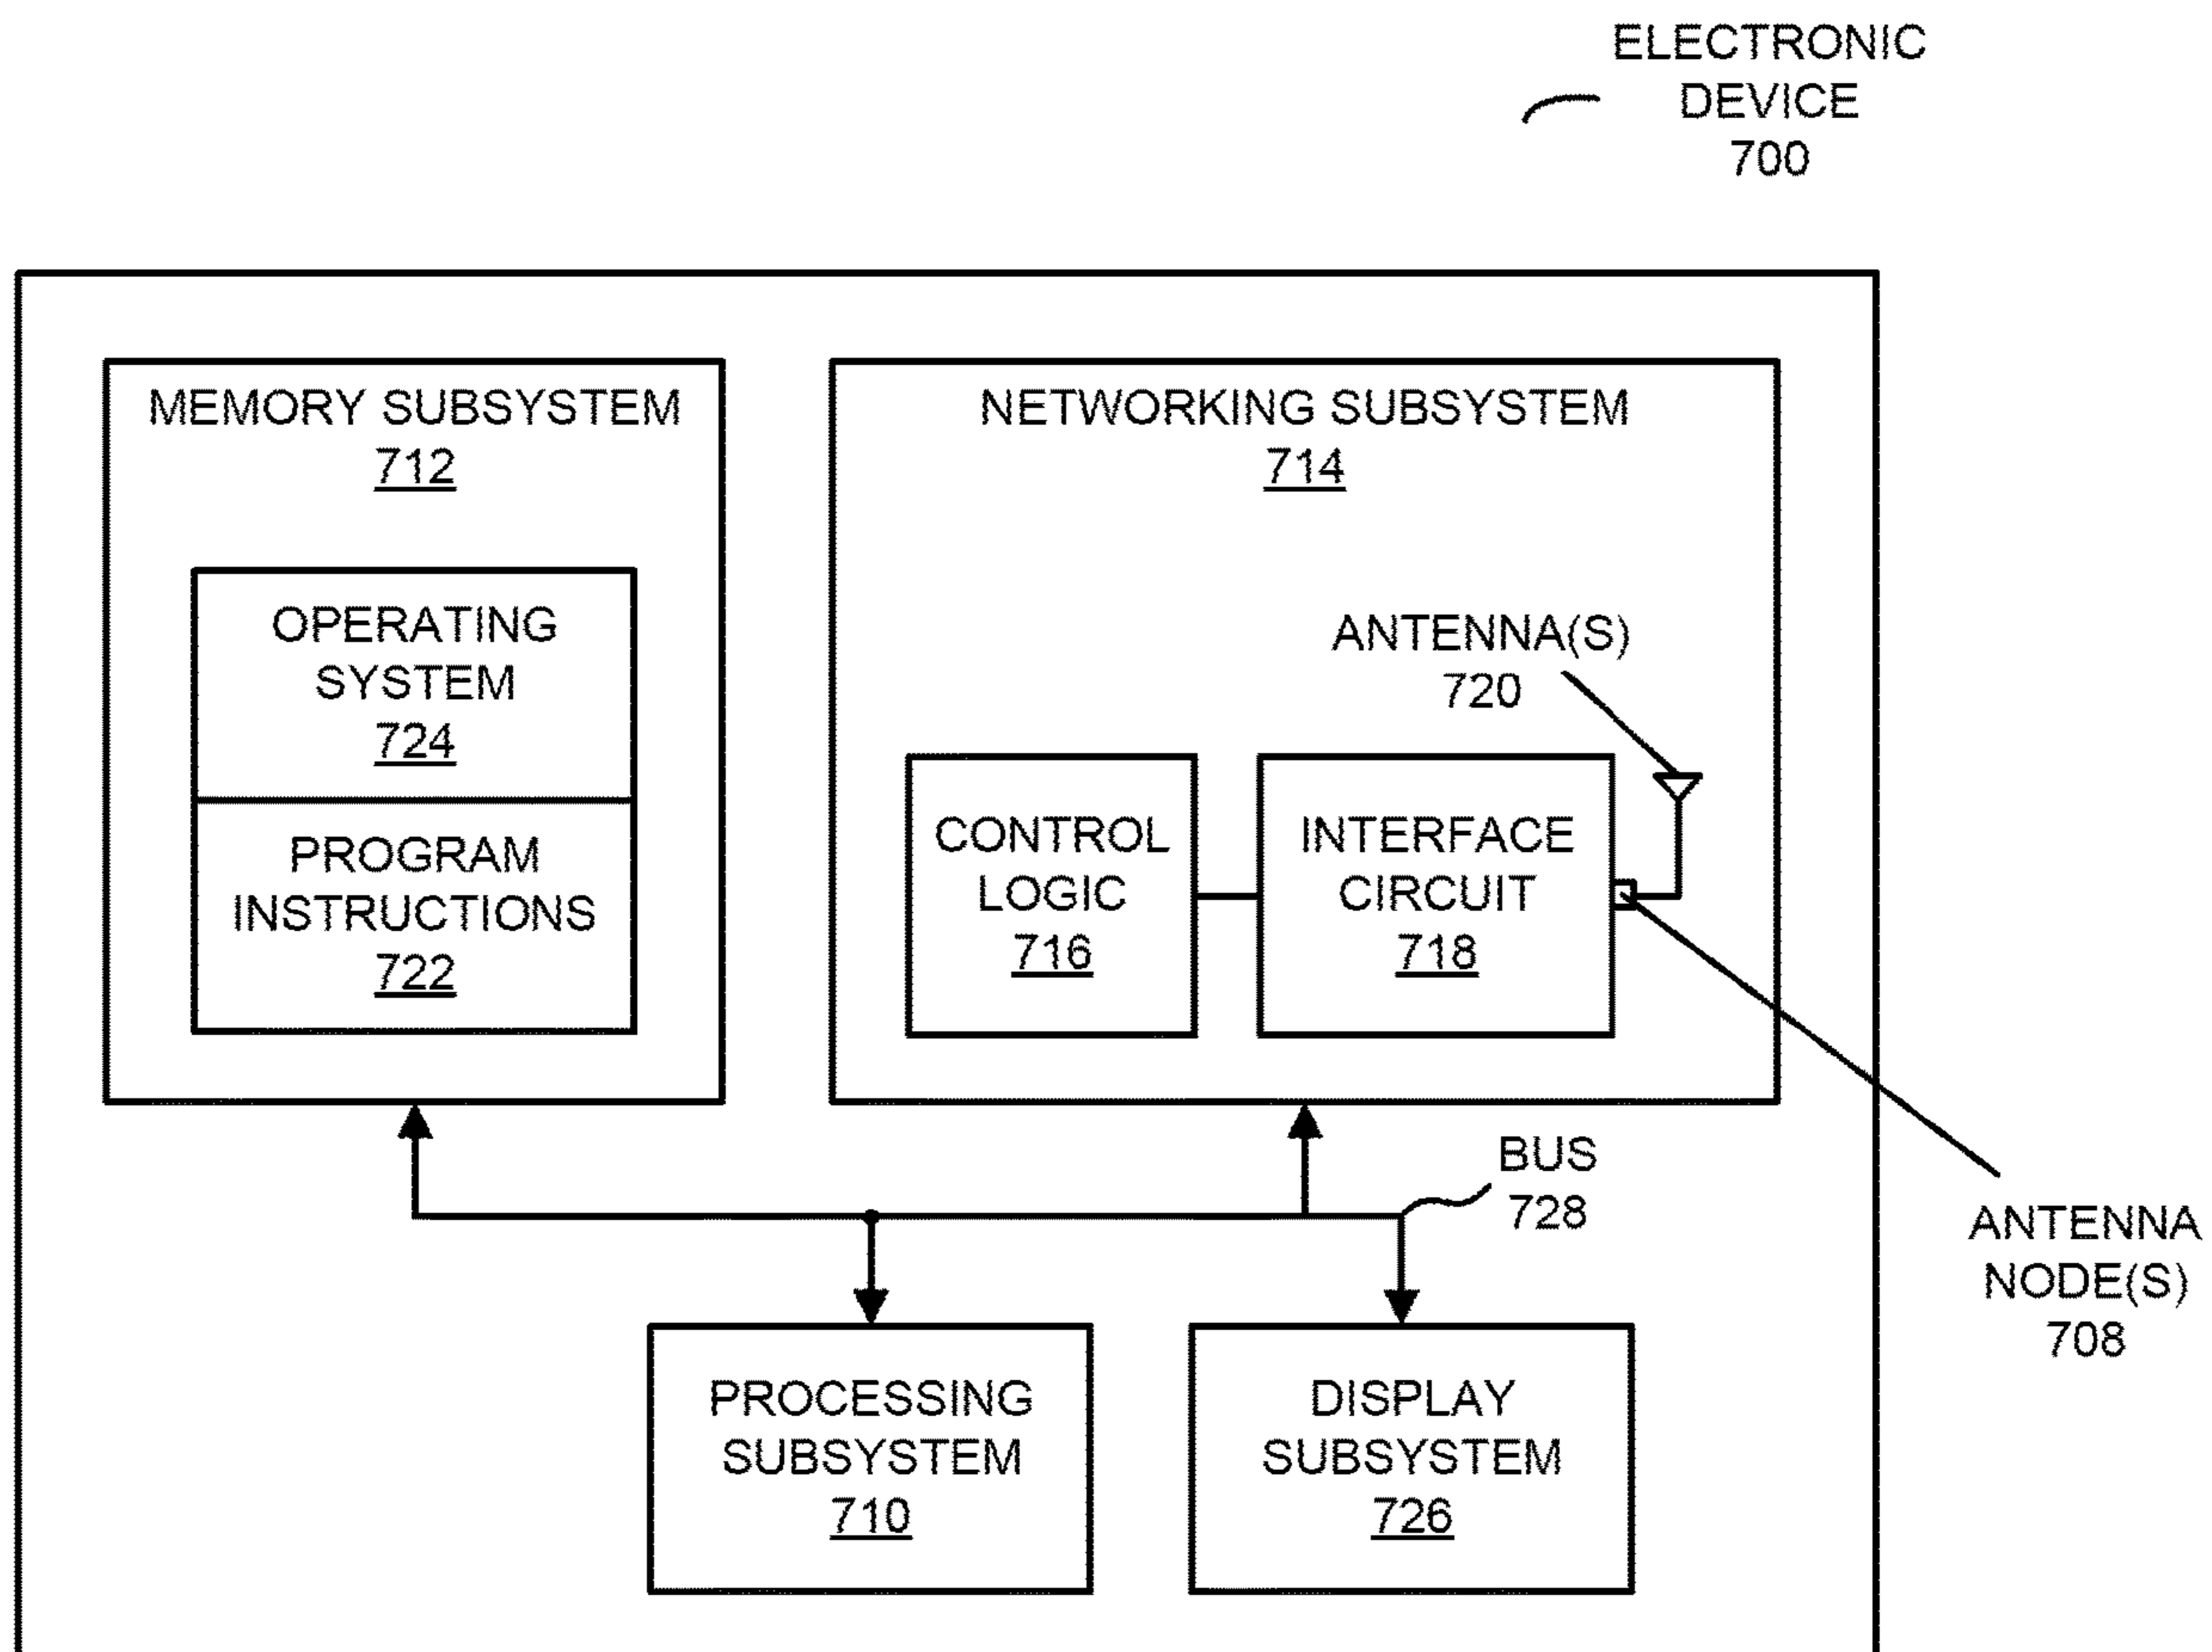 ELECTRONIC
DEVICE
700
MEMORY SUBSYSTEM
712
OPERATING
SYSTEM
724
PROGRAM
INSTRUCTIONS
722
NETWORKING SUBSYSTEM
714
ANTENNA(S)
720
CONTROL
LOGIC
716
INTERFACE
CIRCUIT
718
BUS
728
ANTENNA
NODE(S)
708
PROCESSING
SUBSYSTEM
710
DISPLAY
SUBSYSTEM
726